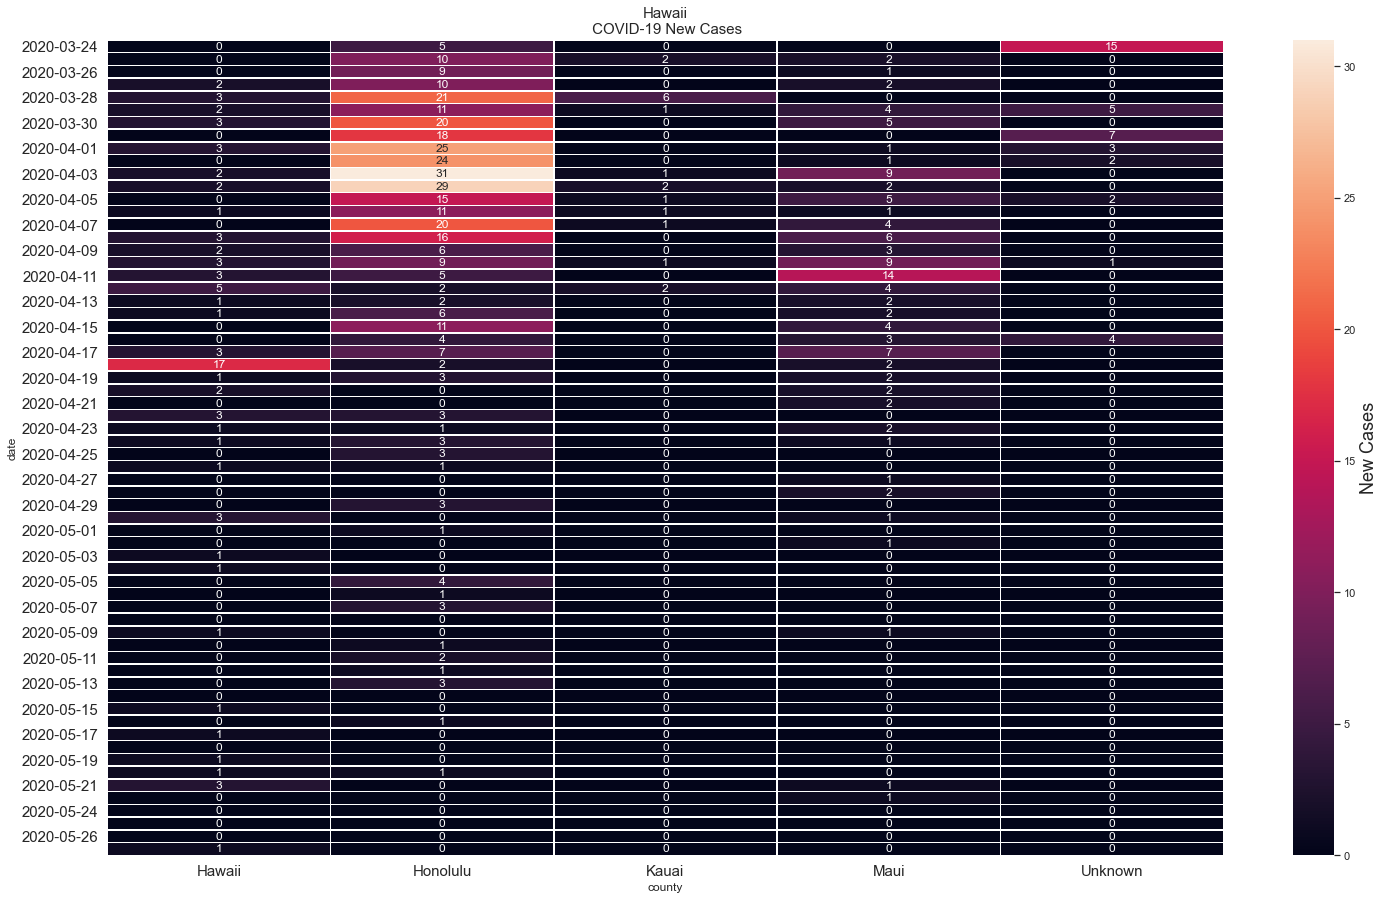 Hawaii
COVID-19 New Cases
2020-03-24 0 5 0 0 15
0 10 2 2 0
2020-03-26 0 9 0 1 0
2 10 0 2 0
2020-03-28 3 21 6 0 0
2 11 1 4 5
2020-03-30 3 20 0 5 0
0 18 0 0 7
2020-04-01 3 25 0 1 3
0 24 0 1 2
2020-04-03 2 31 1 9 0
2 29 2 2 0
2020-04-05 0 15 1 5 2
1 11 1 1 0
2020-04-07 0 20 1 4 0
3 16 0 6 0
2020-04-09 2 6 0 3 0
3 9 1 9 1
2020-04-11 3 5 0 14 0
5 2 2 4 0
2020-04-13 1 2 0 2 0
1 6 0 2 0
2020-04-15 0 11 0 4 0
0 4 0 3 4
2020-04-17 3 7 0 7 0
17 2 0 2 0
2020-04-19 1 3 0 2 0
2 0 0 2 0
2020-04-21 0 0 0 2 0
3 3 0 0 0
2020-04-23 1 1 0 2 0
1 3 0 1 0
2020-04-25 0 3 0 0 0
1 1 0 0 0
2020-04-27 0 0 0 1 0
0 0 0 2 0
2020-04-29 0 3 0 0 0
3 0 0 1 0
2020-05-01 0 1 0 0 0
0 0 0 1 0
2020-05-03 1 0 0 0 0
1 0 0 0 0
2020-05-05 0 4 0 0 0
0 1 0 0 0
2020-05-07 0 3 0 0 0
0 0 0 0 0
2020-05-09 1 0 0 1 0
0 1 0 0 0
2020-05-11 0 2 0 0 0
0 1 0 0 0
2020-05-13 0 3 0 0 0
0 0 0 0 0
2020-05-15 1 0 0 0 0
0 1 0 0 0
2020-05-17 1 0 0 0 0
0 0 0 0 0
2020-05-19 1 0 0 0 0
1 1 0 0 0
2020-05-21 3 0 0 1 0
0 0 0 1 0
2020-05-24 0 0 0 0 0
0 0 0 0 0
2020-05-26 0 0 0 0 0
1 0 0 0 0
Hawaii Honolulu Kauai Maui Unknown
county
date
30
25
20
15
10
5
0
New Cases